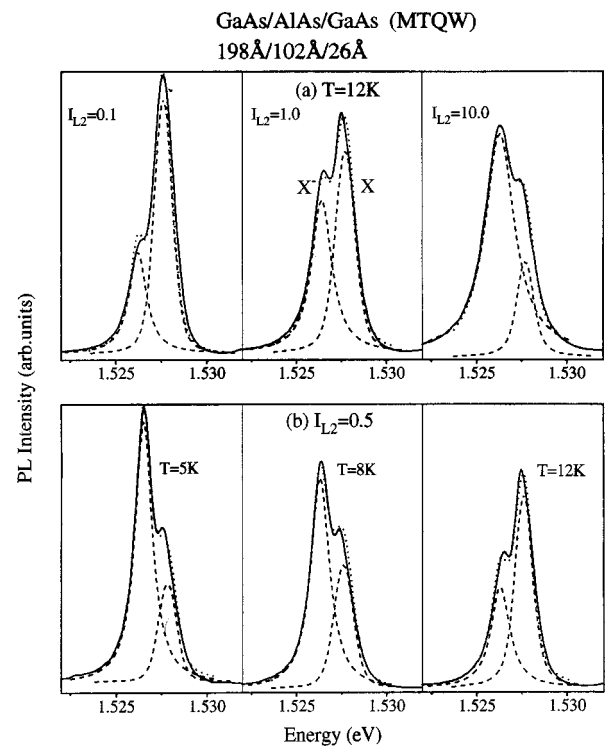 GaAs/AlAs/GaAs (MTQW)
198Å/102Å/26Å
(a) T=12K
I_L2=0.1
I_L2=1.0
I_L2=10.0
X⁻ X
1.525 1.530 1.525 1.530 1.525 1.530
PL Intensity (arb.units)
(b) I_L2=0.5
T=5K
T=8K
T=12K
1.525 1.530 1.525 1.530 1.525 1.530
Energy (eV)